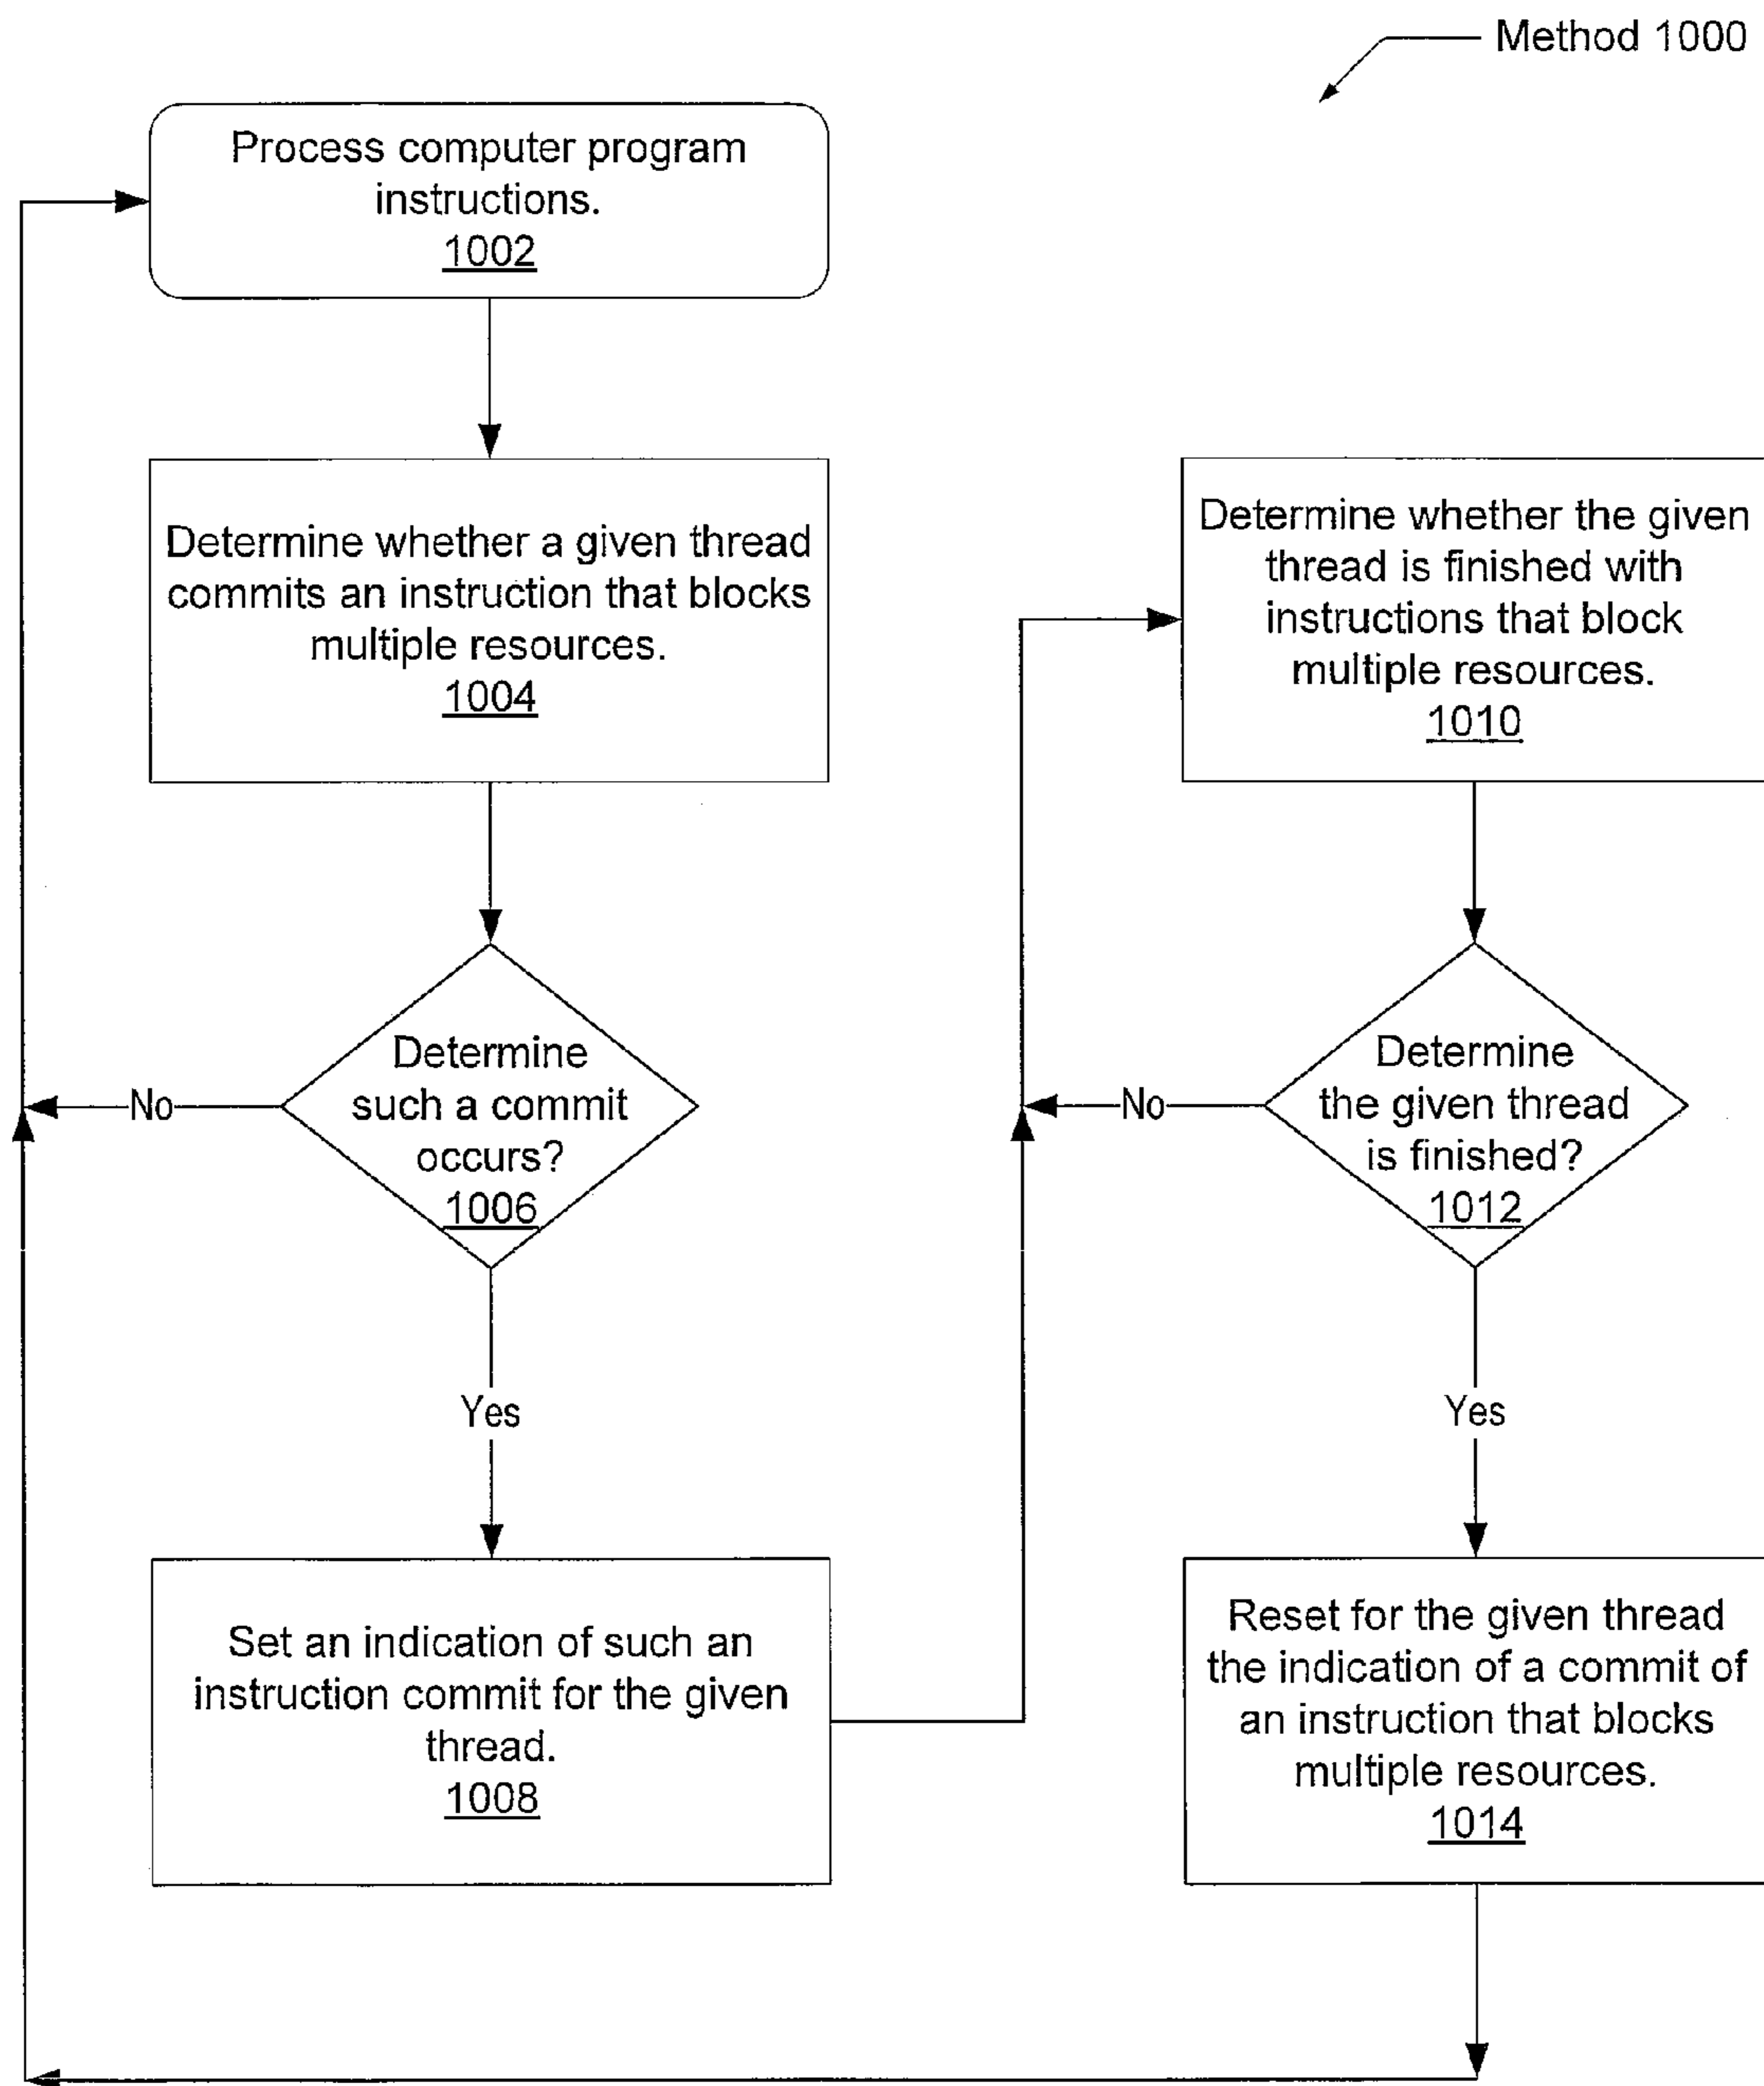 Method 1000
Process computer program
instructions.
1002
Determine whether a given thread
commits an instruction that blocks
multiple resources.
1004
Determine
such a commit
occurs?
1006
No
Yes
Set an indication of such an
instruction commit for the given
thread.
1008
Determine whether the given
thread is finished with
instructions that block
multiple resources.
1010
Determine
the given thread
is finished?
1012
No
Yes
Reset for the given thread
the indication of a commit of
an instruction that blocks
multiple resources.
1014